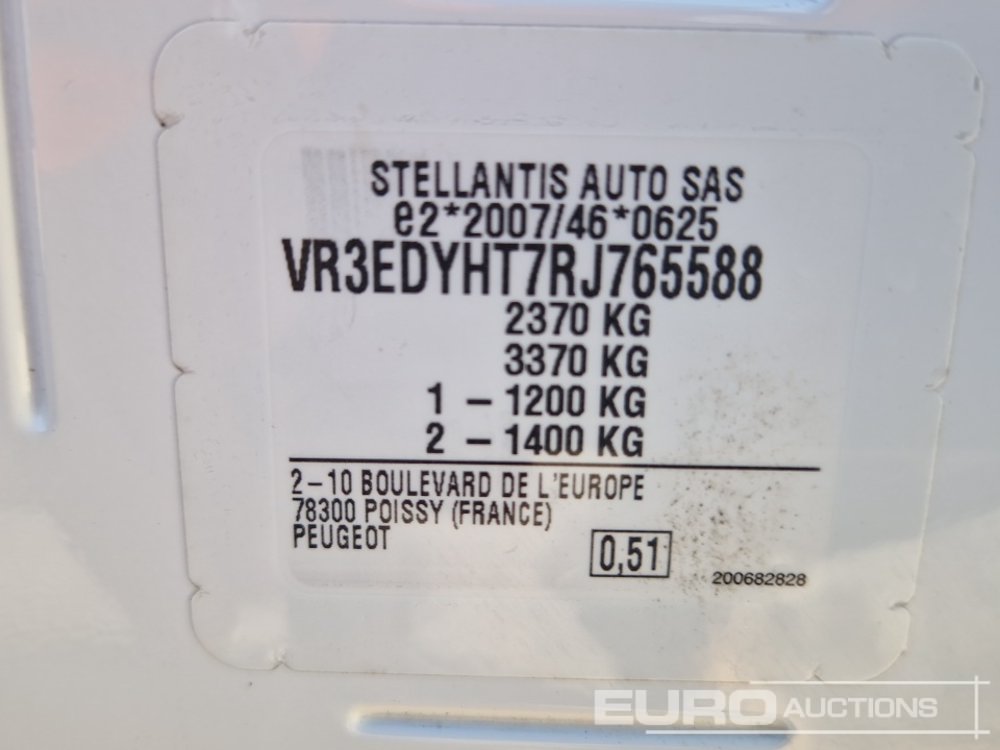 STELLANTIS AUTO SAS
e2*2007/46*0625
VR3EDYHT7RJ765588
2370 KG
3370 KG
1 – 1200 KG
2 – 1400 KG
2–10 BOULEVARD DE L'EUROPE
78300 POISSY (FRANCE)
PEUGEOT
0,51
200682828
EURO AUCTIONS